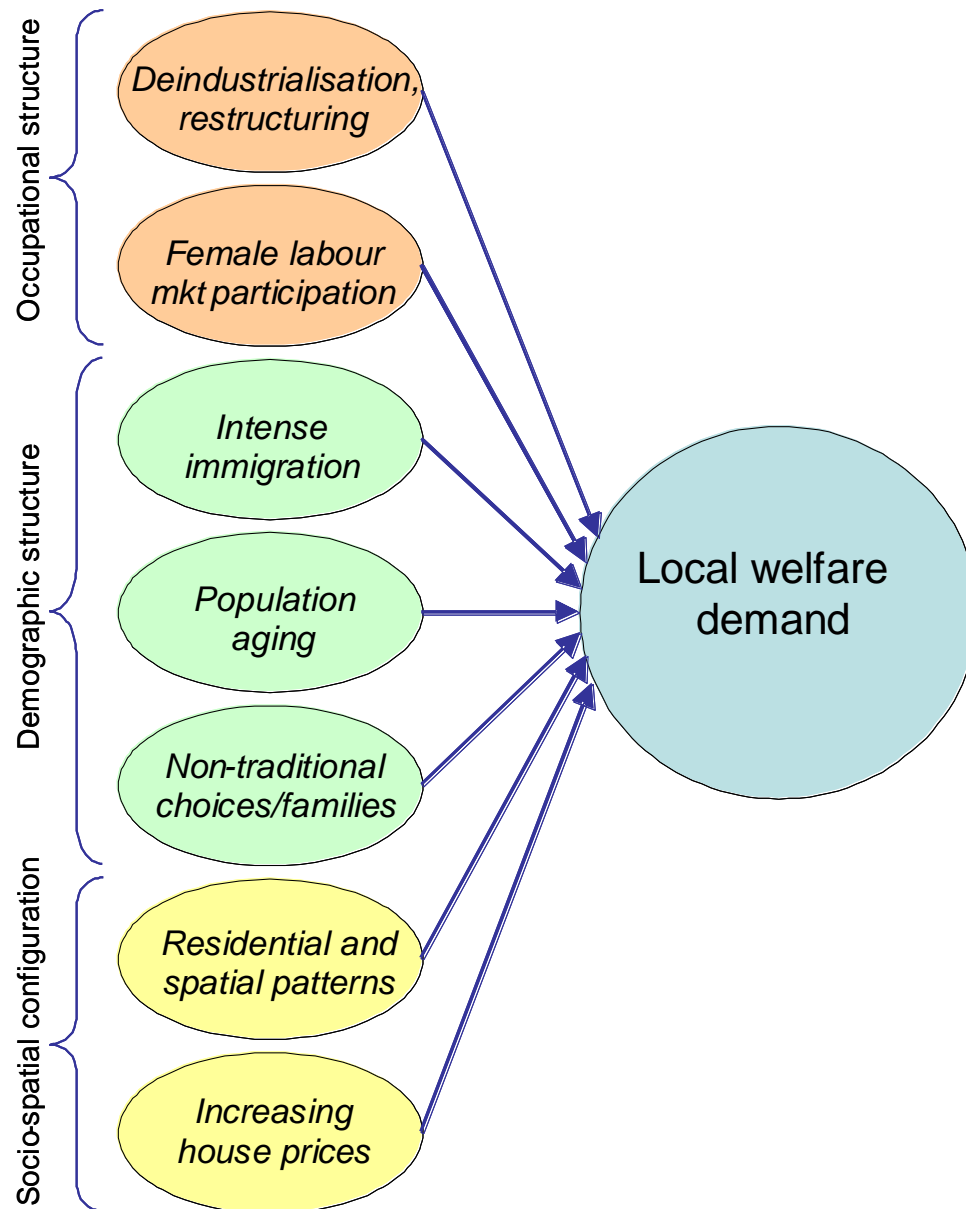 Occupational structure
Deindustrialisation,
restructuring
Female labour
mkt participation
Demographic structure
Intense
immigration
Population
aging
Non-traditional
choices/families
Socio-spatial configuration
Residential and
spatial patterns
Increasing
house prices
Local welfare
demand